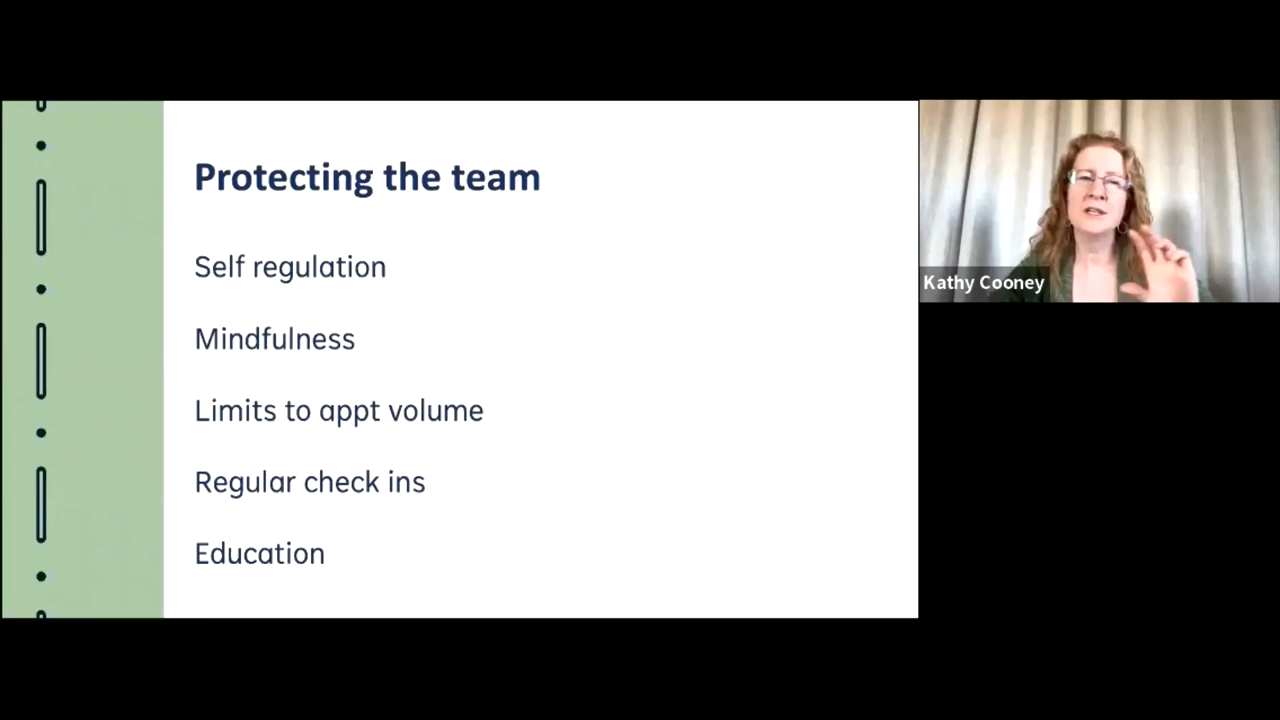 Protecting the team
Self regulation
Mindfulness
Limits to appt volume
Regular check ins
Education
Kathy Cooney